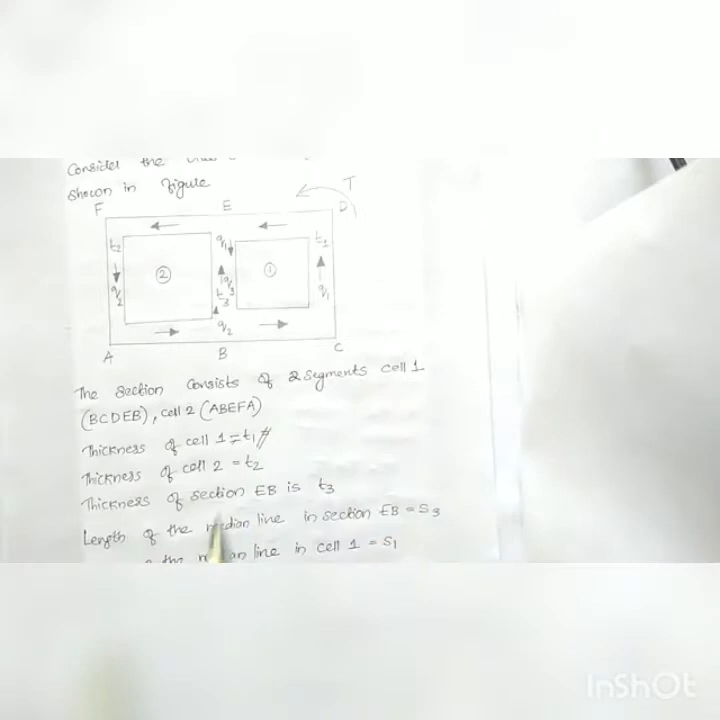 Consider the
shown in figure
T
F E D
t2 q1 t1
2 1
q2 q3 q1
t3
q2
A B C
The section consists of 2 segments cell 1
(BCDEB), cell 2 (ABEFA)
Thickness of cell 1 = t1 //
Thickness of cell 2 = t2
Thickness of section EB is t3
Length of the median line in section EB = S3
of the an line in cell 1 = S1
InShOt